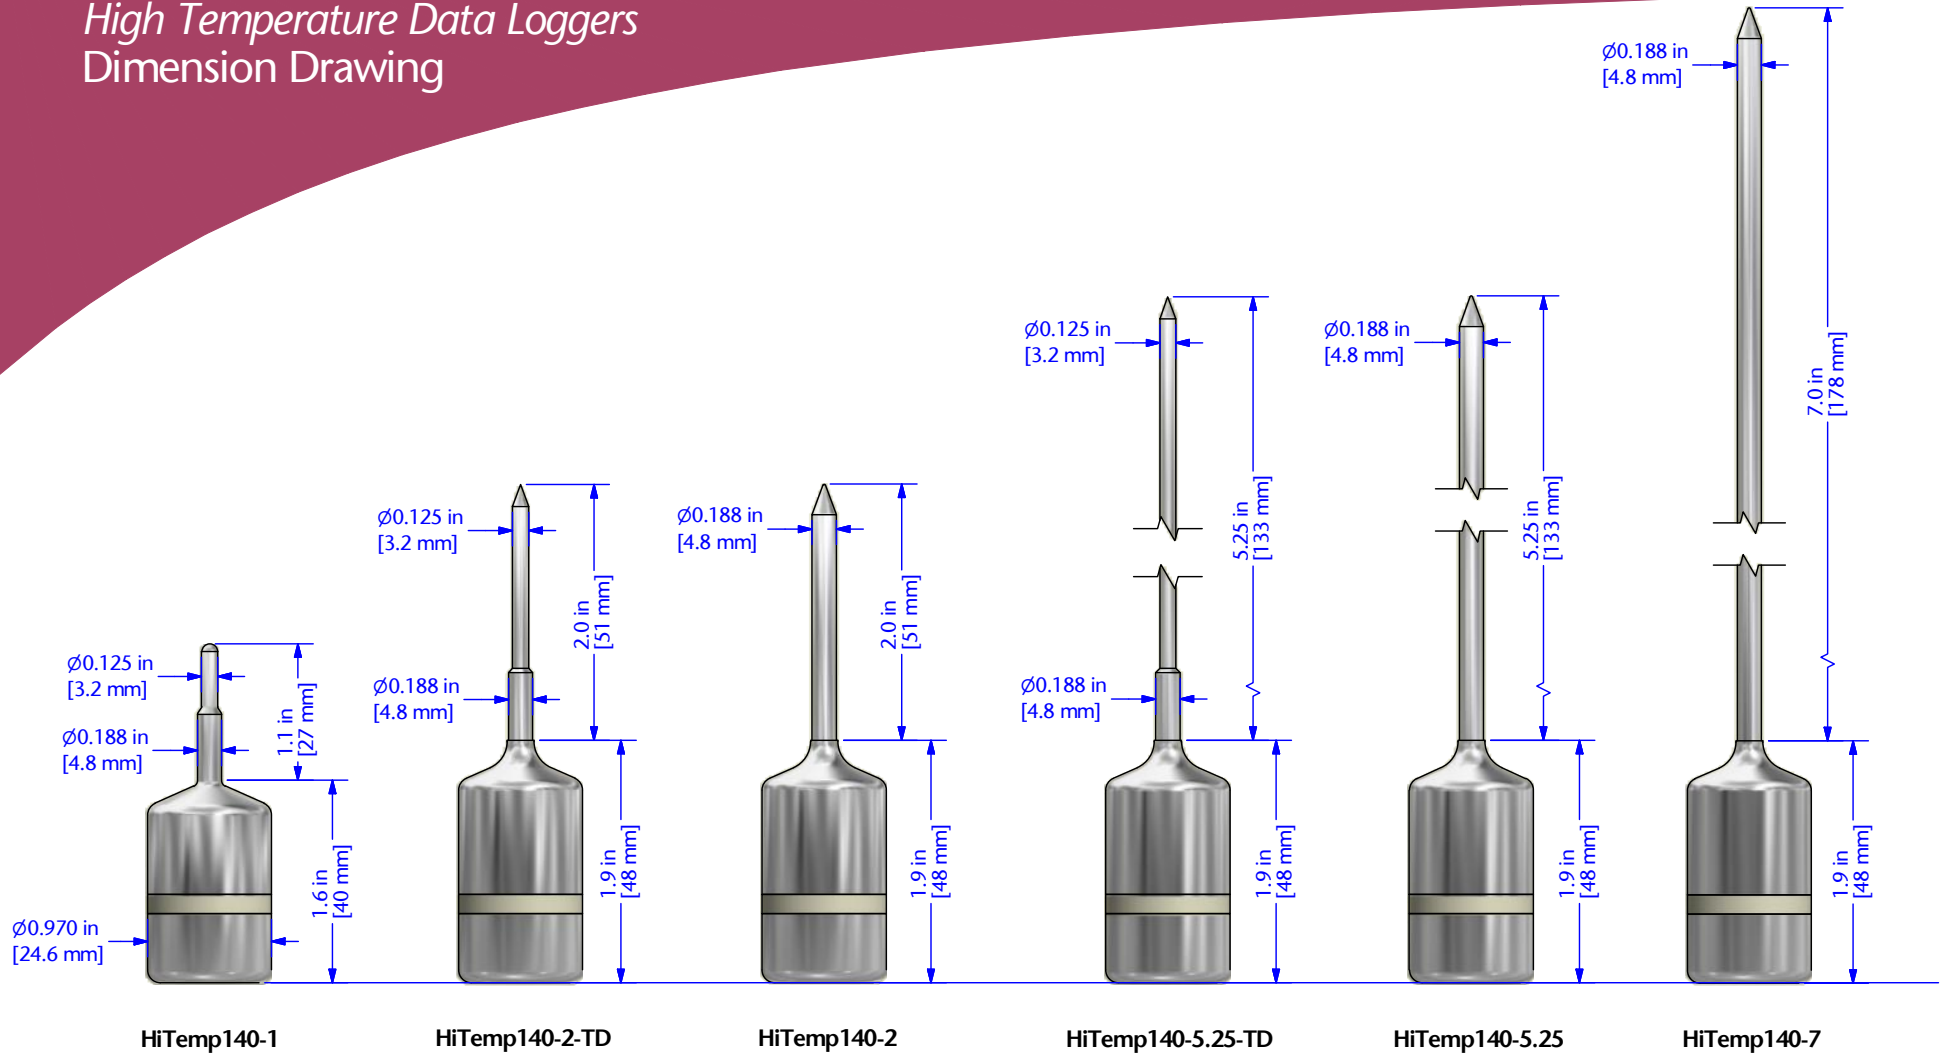 High Temperature Data Loggers
Dimension Drawing
Ø0.125 in
[3.2 mm]
Ø0.188 in
[4.8 mm]
1.1 in
[27 mm]
1.6 in
[40 mm]
Ø0.970 in
[24.6 mm]
HiTemp140-1
Ø0.125 in
[3.2 mm]
Ø0.188 in
[4.8 mm]
2.0 in
[51 mm]
1.9 in
[48 mm]
HiTemp140-2-TD
Ø0.188 in
[4.8 mm]
2.0 in
[51 mm]
1.9 in
[48 mm]
HiTemp140-2
Ø0.125 in
[3.2 mm]
Ø0.188 in
[4.8 mm]
5.25 in
[133 mm]
1.9 in
[48 mm]
HiTemp140-5.25-TD
Ø0.188 in
[4.8 mm]
5.25 in
[133 mm]
1.9 in
[48 mm]
HiTemp140-5.25
Ø0.188 in
[4.8 mm]
7.0 in
[178 mm]
1.9 in
[48 mm]
HiTemp140-7